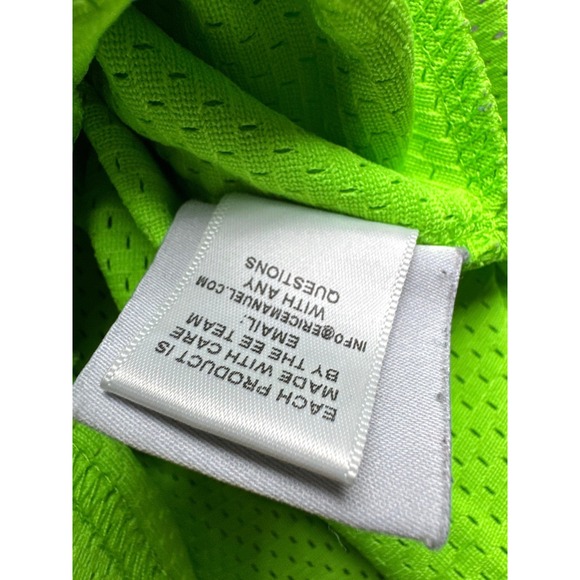 EACH PRODUCT IS
MADE WITH CARE
BY THE EE TEAM
EMAIL.
INFO@ERICEMANUEL.COM
WITH ANY
QUESTIONS